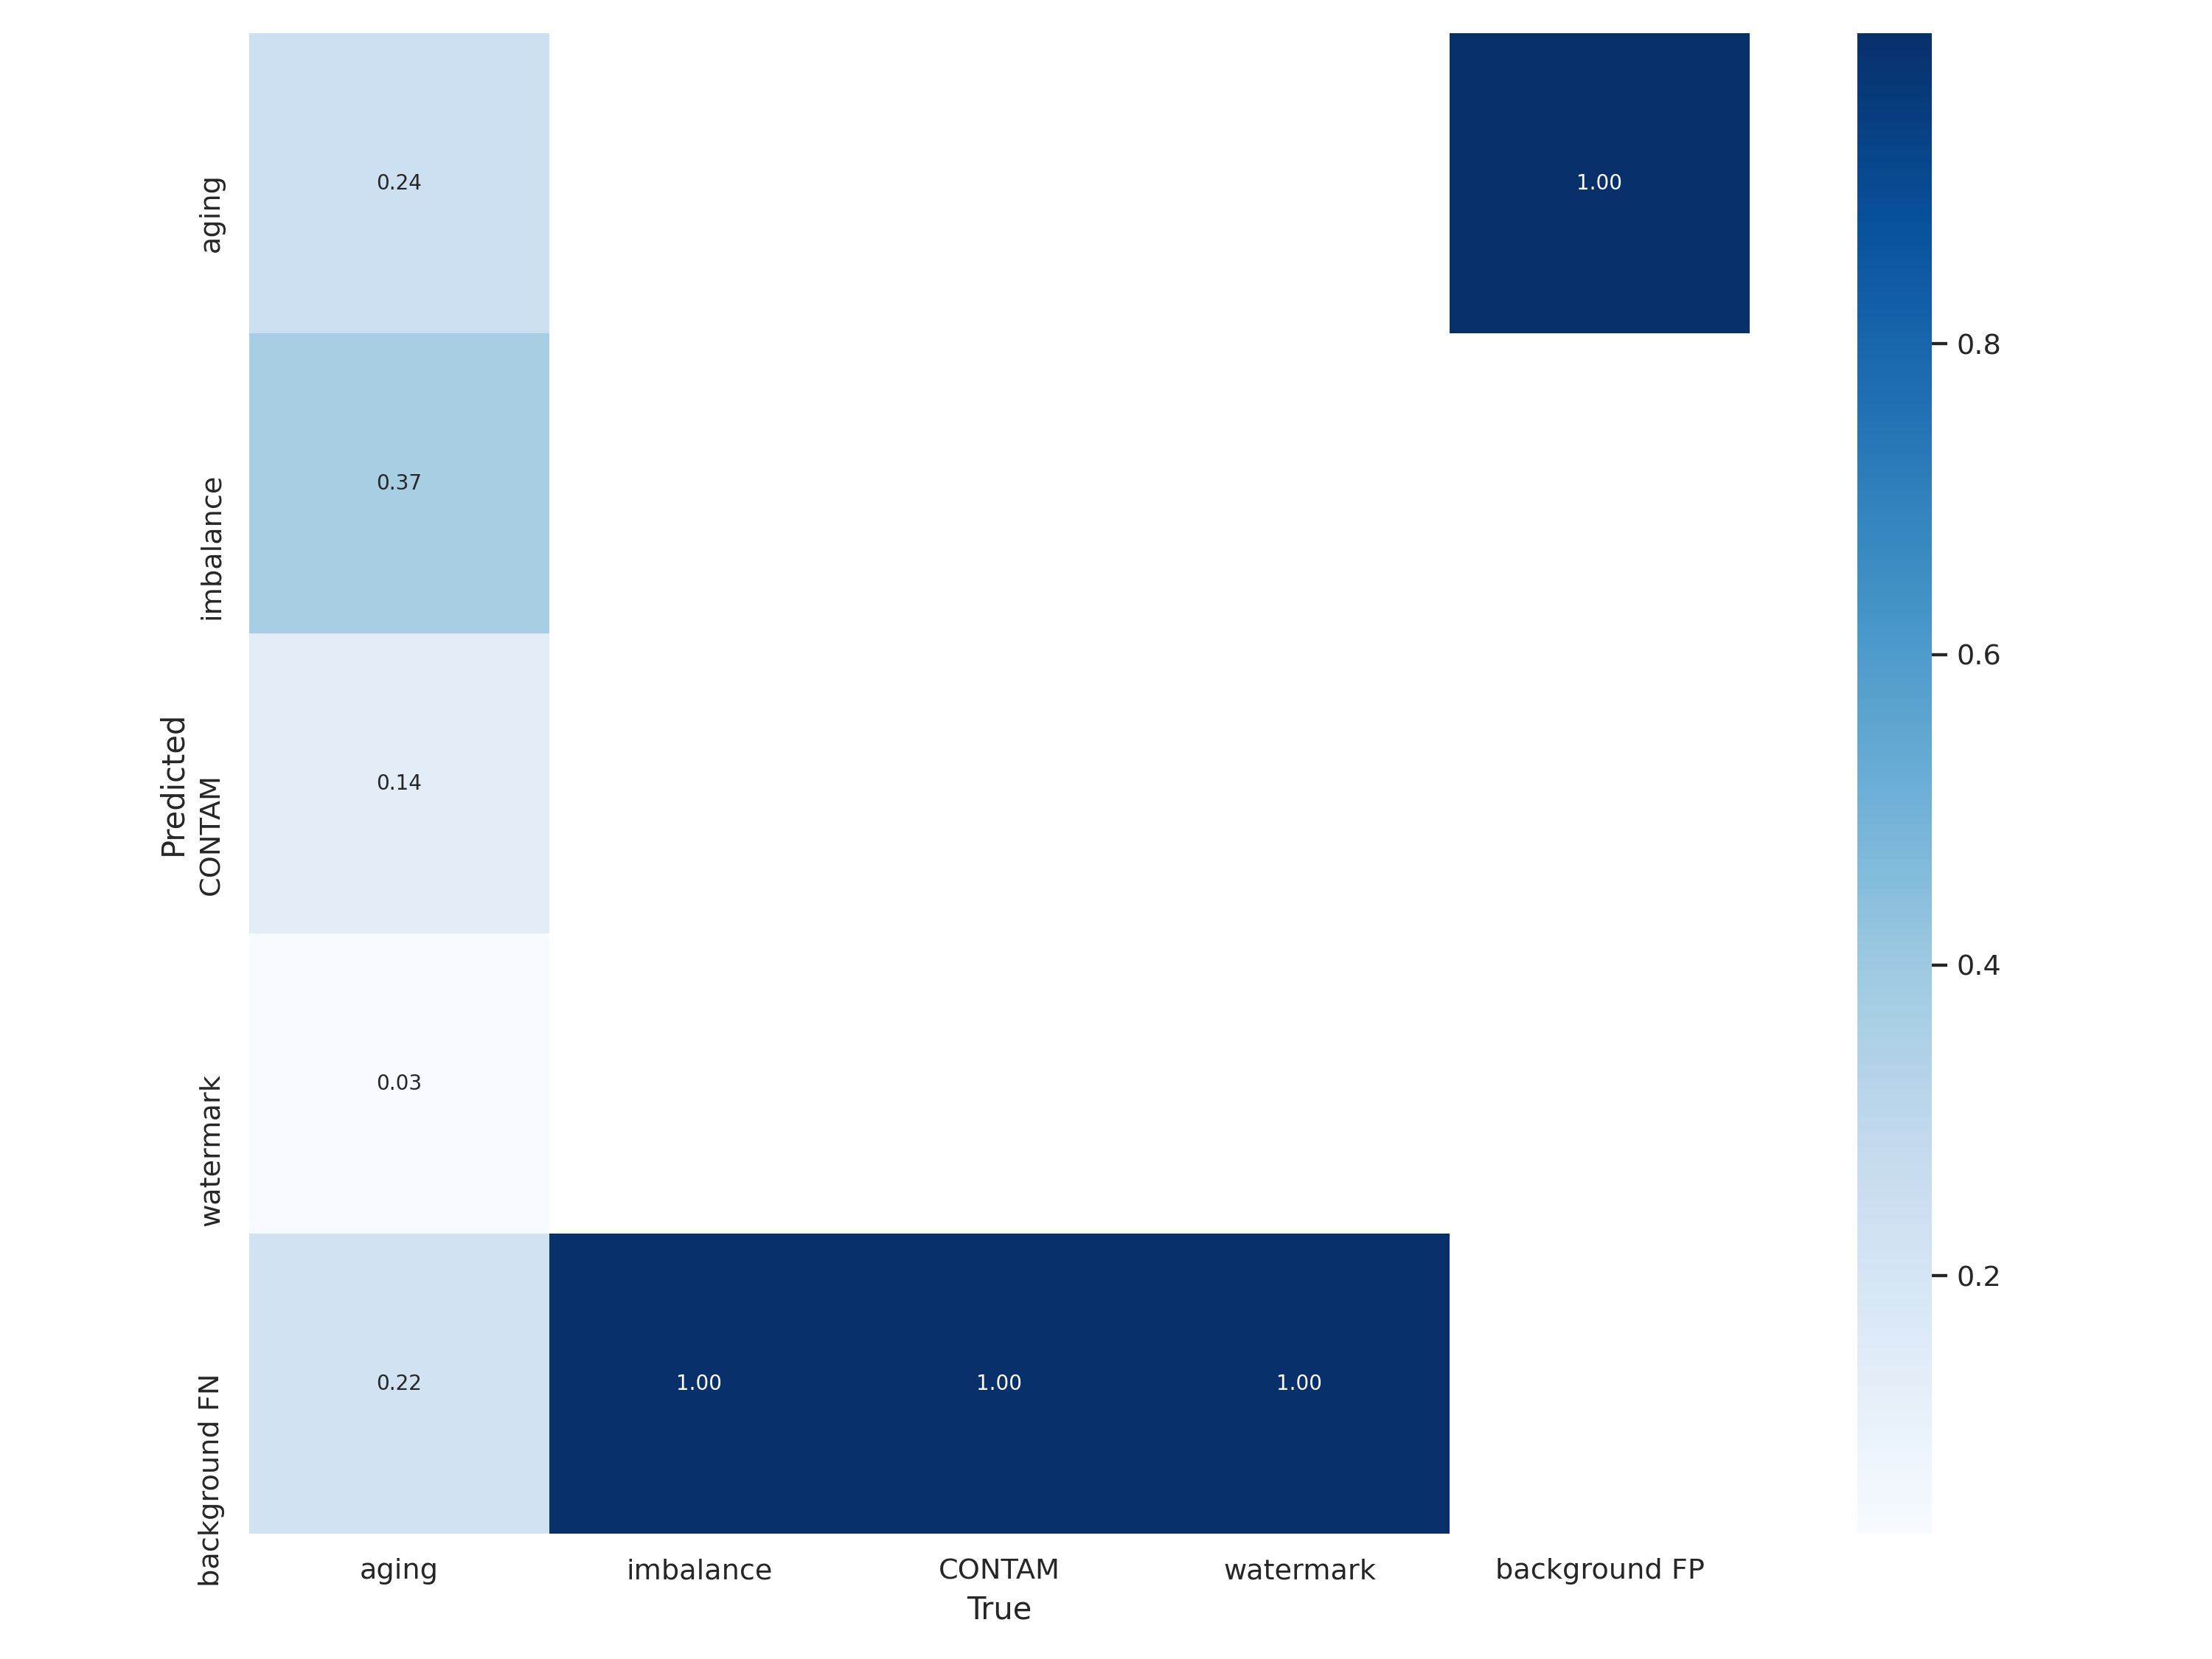 aging
0.24
1.00
0.8
imbalance
0.37
0.6
Predicted
CONTAM
0.14
0.4
watermark
0.03
0.2
background FN
0.22
1.00
1.00
1.00
aging
imbalance
CONTAM
watermark
background FP
True